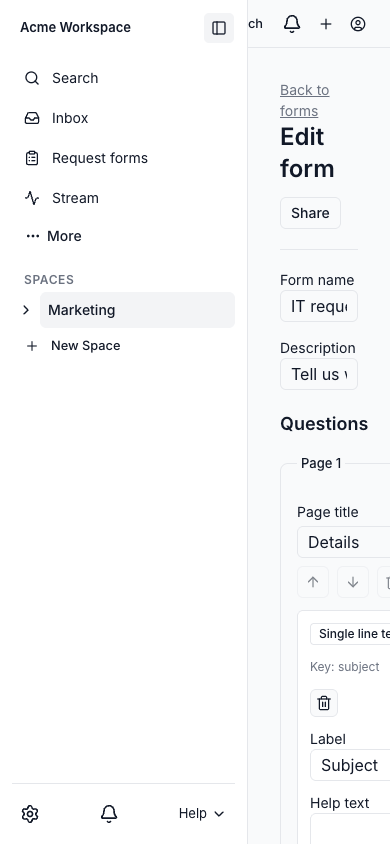 Acme Workspace
Search
Inbox
Request forms
Stream
More
SPACES
Marketing
New Space
Help
ch
Back to
forms
Edit
form
Share
Form name
IT requ
Description
Tell us
Questions
Page 1
Page title
Details
Single line te
Key: subject
Label
Subject
Help text